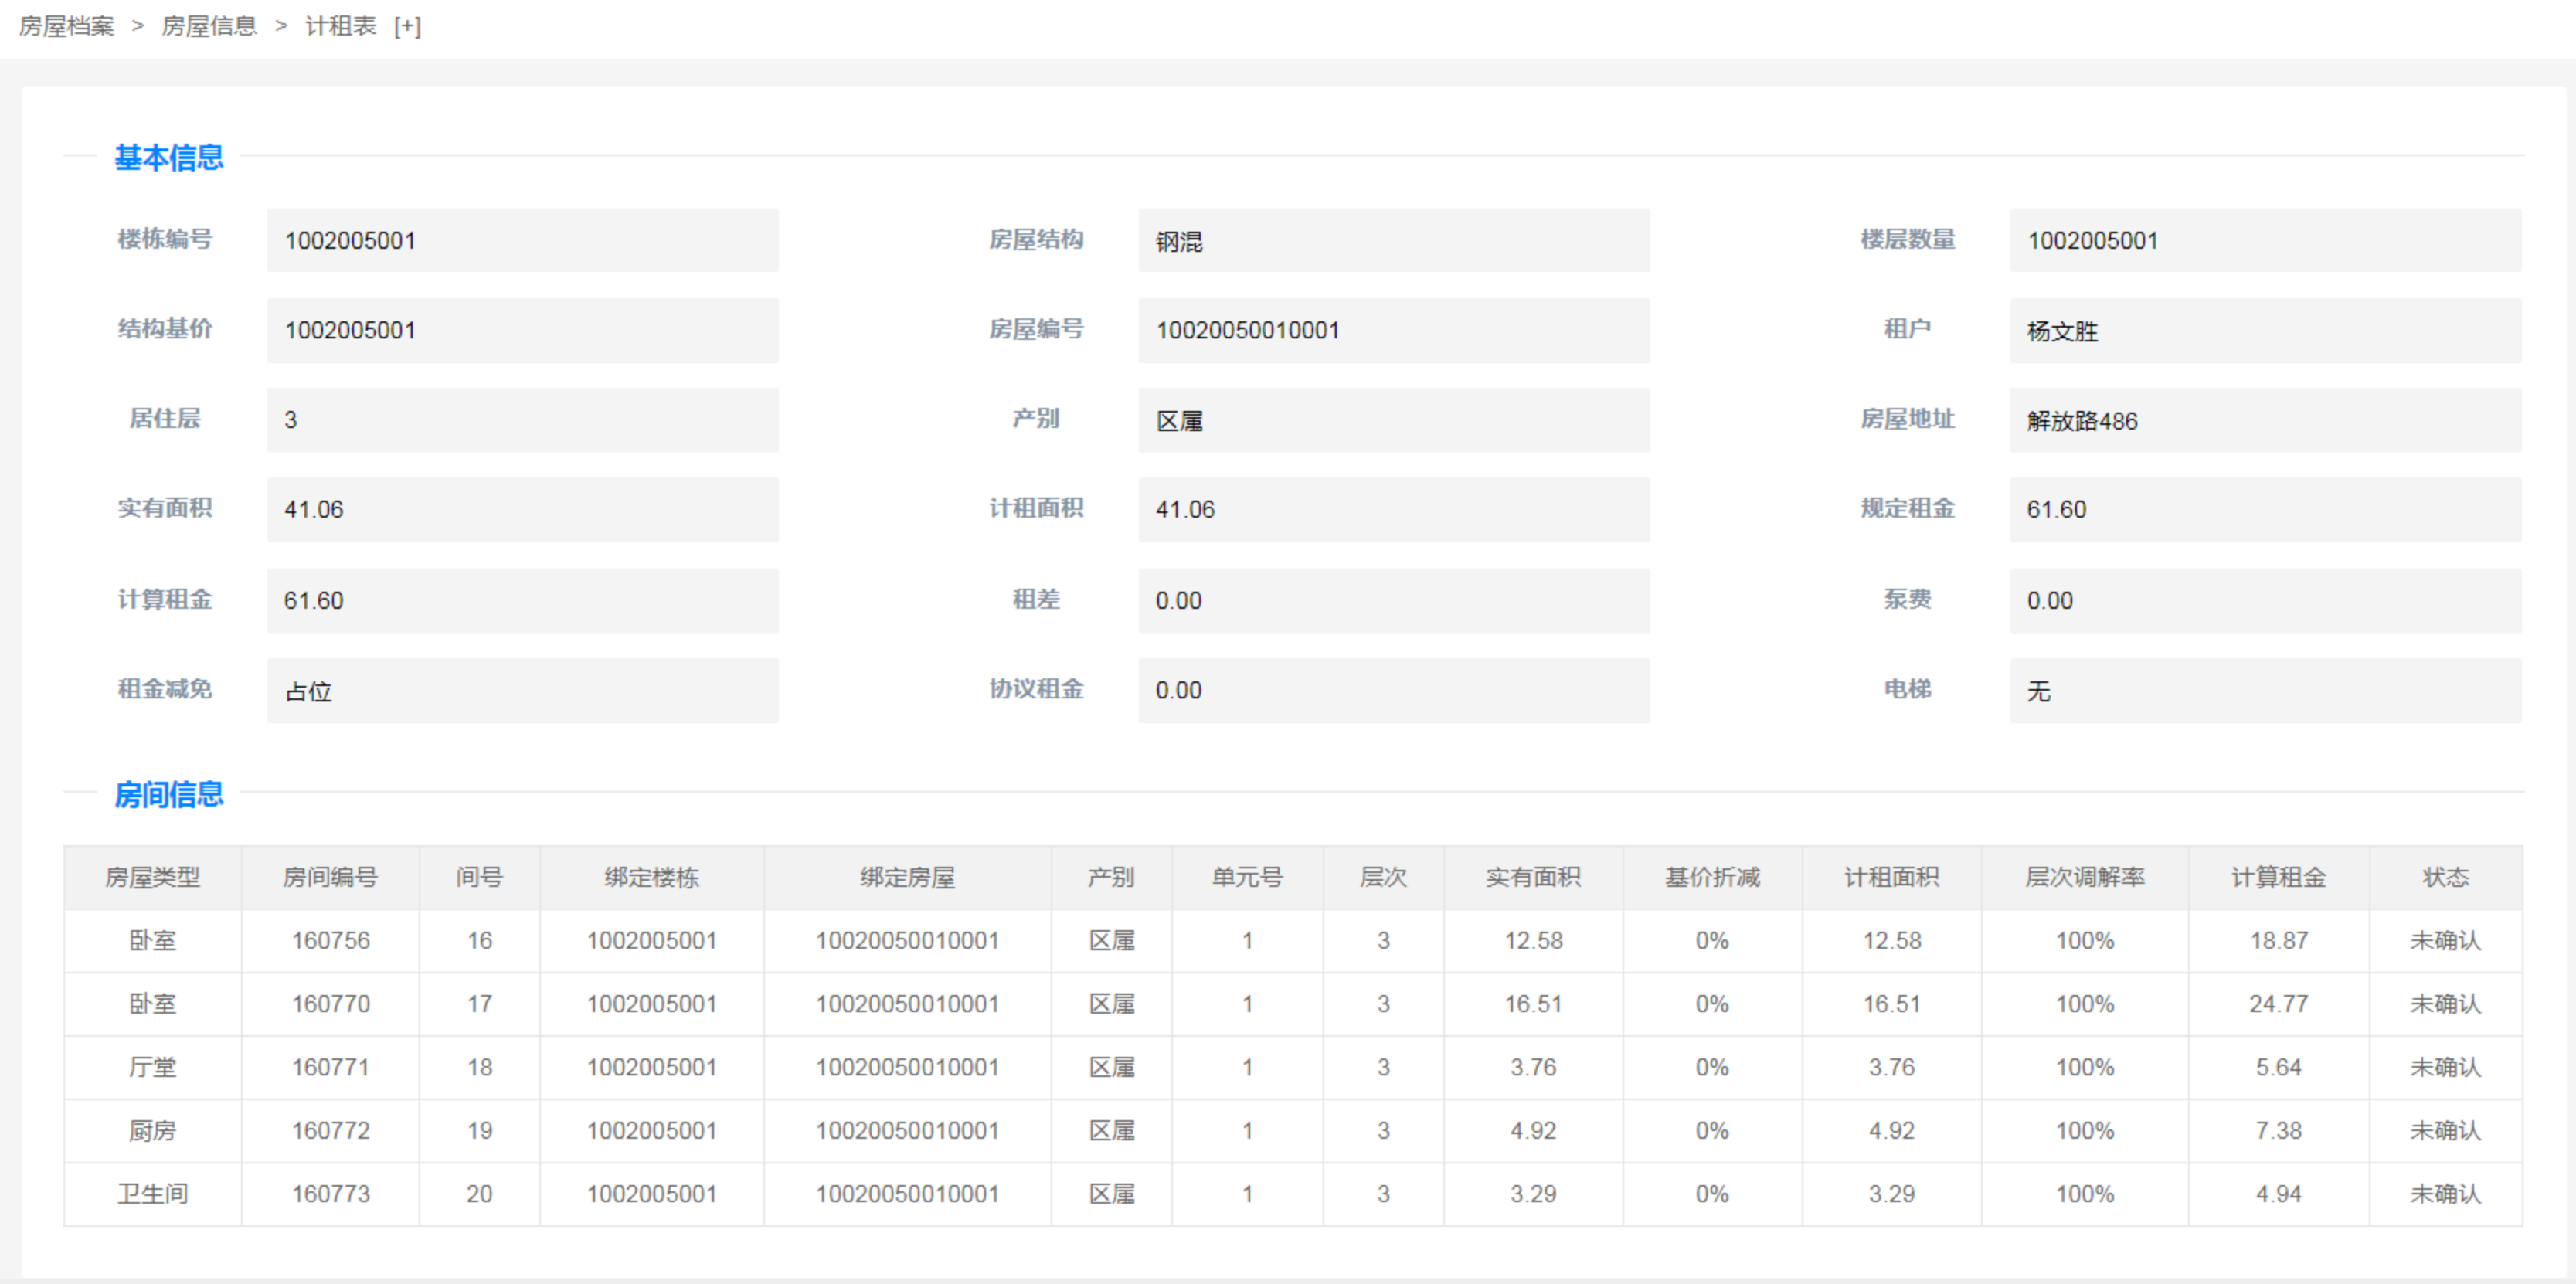 房屋档案 > 房屋信息 > 计租表 [+]
基本信息
楼栋编号 1002005001 房屋结构 钢混 楼层数量 1002005001
结构基价 1002005001 房屋编号 10020050010001 租户 杨文胜
居住层 3 产别 区属 房屋地址 解放路486
实有面积 41.06 计租面积 41.06 规定租金 61.60
计算租金 61.60 租差 0.00 泵费 0.00
租金减免 占位 协议租金 0.00 电梯 无
房间信息
房屋类型 房间编号 间号 绑定楼栋 绑定房屋 产别 单元号 层次 实有面积 基价折减 计租面积 层次调解率 计算租金 状态
卧室 160756 16 1002005001 10020050010001 区属 1 3 12.58 0% 12.58 100% 18.87 未确认
卧室 160770 17 1002005001 10020050010001 区属 1 3 16.51 0% 16.51 100% 24.77 未确认
厅堂 160771 18 1002005001 10020050010001 区属 1 3 3.76 0% 3.76 100% 5.64 未确认
厨房 160772 19 1002005001 10020050010001 区属 1 3 4.92 0% 4.92 100% 7.38 未确认
卫生间 160773 20 1002005001 10020050010001 区属 1 3 3.29 0% 3.29 100% 4.94 未确认